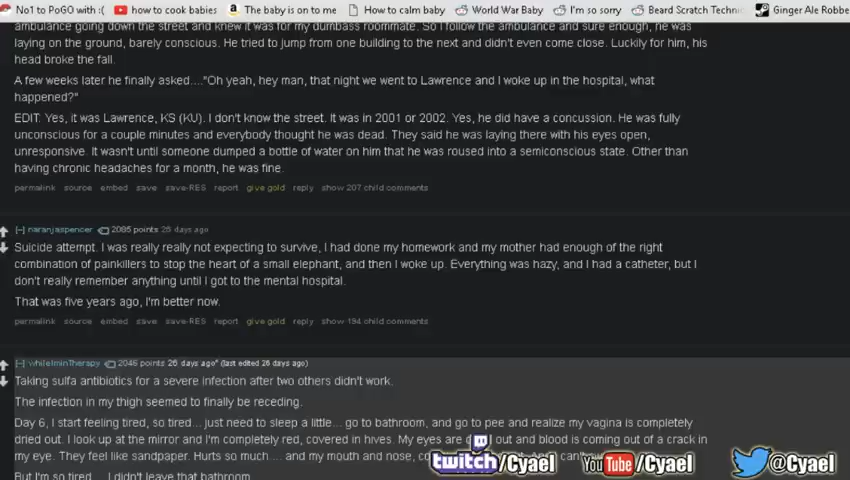 No1 to PoGO with :( how to cook babies The baby is on to me How to calm baby World War Baby I'm so sorry Beard Scratch Technic Ginger Ale Robbe
ambulance going down the street and knew it was for my dumbass roommate. So I follow the ambulance and sure enough, he was
laying on the ground, barely conscious. He tried to jump from one building to the next and didn't even come close. Luckily for him, his
head broke the fall.
A few weeks later he finally asked...."Oh yeah, hey man, that night we went to Lawrence and I woke up in the hospital, what
happened?"
EDIT: Yes, it was Lawrence, KS (KU). I don't know the street. It was in 2001 or 2002. Yes, he did have a concussion. He was fully
unconscious for a couple minutes and everybody thought he was dead. They said he was laying there with his eyes open,
unresponsive. It wasn't until someone dumped a bottle of water on him that he was roused into a semiconscious state. Other than
having chronic headaches for a month, he was fine.
permalink source embed save save-RES report give gold reply show 207 child comments
[-] naranjaspencer 2085 points 26 days ago
Suicide attempt. I was really really not expecting to survive, I had done my homework and my mother had enough of the right
combination of painkillers to stop the heart of a small elephant, and then I woke up. Everything was hazy, and I had a catheter, but I
don't really remember anything until I got to the mental hospital.
That was five years ago, I'm better now.
permalink source embed save save-RES report give gold reply show 194 child comments
[-] whileIminTherapy 2046 points 26 days ago* (last edited 26 days ago)
Taking sulfa antibiotics for a severe infection after two others didn't work.
The infection in my thigh seemed to finally be receding.
Day 6, I start feeling tired, so tired... just need to sleep a little... go to bathroom, and go to pee and realize my vagina is completely
dried out. I look up at the mirror and I'm completely red, covered in hives. My eyes are out and blood is coming out of a crack in
my eye. They feel like sandpaper. Hurts so much .... and my mouth and nose,
twitch/Cyael YouTube/Cyael @Cyael
But I'm so tired.... I didn't leave that bathroom.